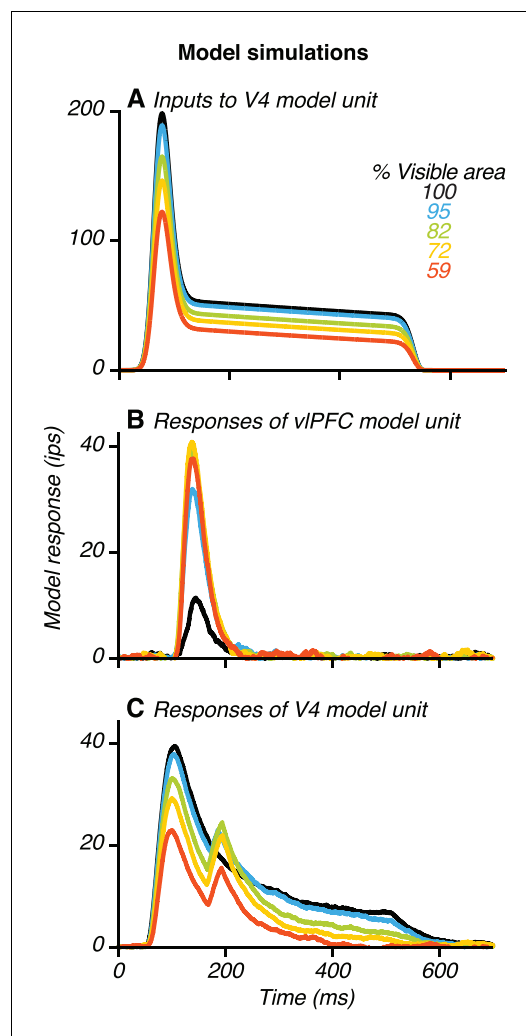 Model simulations
A Inputs to V4 model unit
200
100
0
% Visible area
100
95
82
72
59
B Responses of vlPFC model unit
40
20
0
Model response (ips)
C Responses of V4 model unit
40
20
0
0 200 400 600
Time (ms)